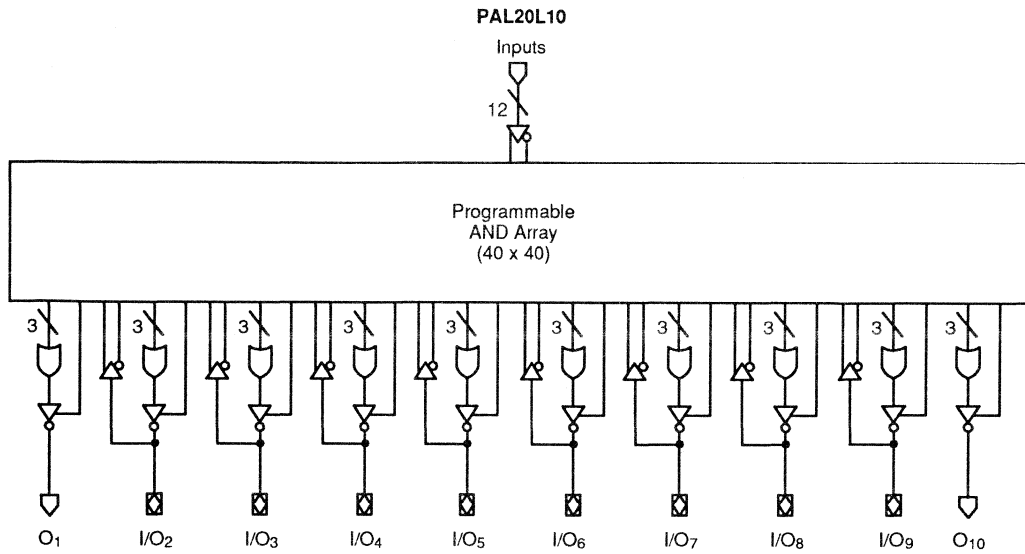 PAL20L10
Inputs
12
Programmable
AND Array
(40 x 40)
3 3 3 3 3 3 3 3 3 3
O1 I/O2 I/O3 I/O4 I/O5 I/O6 I/O7 I/O8 I/O9 O10